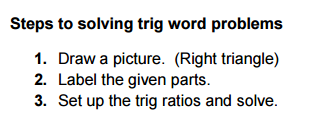 Steps to solving trig word problems
1. Draw a picture. (Right triangle)
2. Label the given parts.
3. Set up the trig ratios and solve.